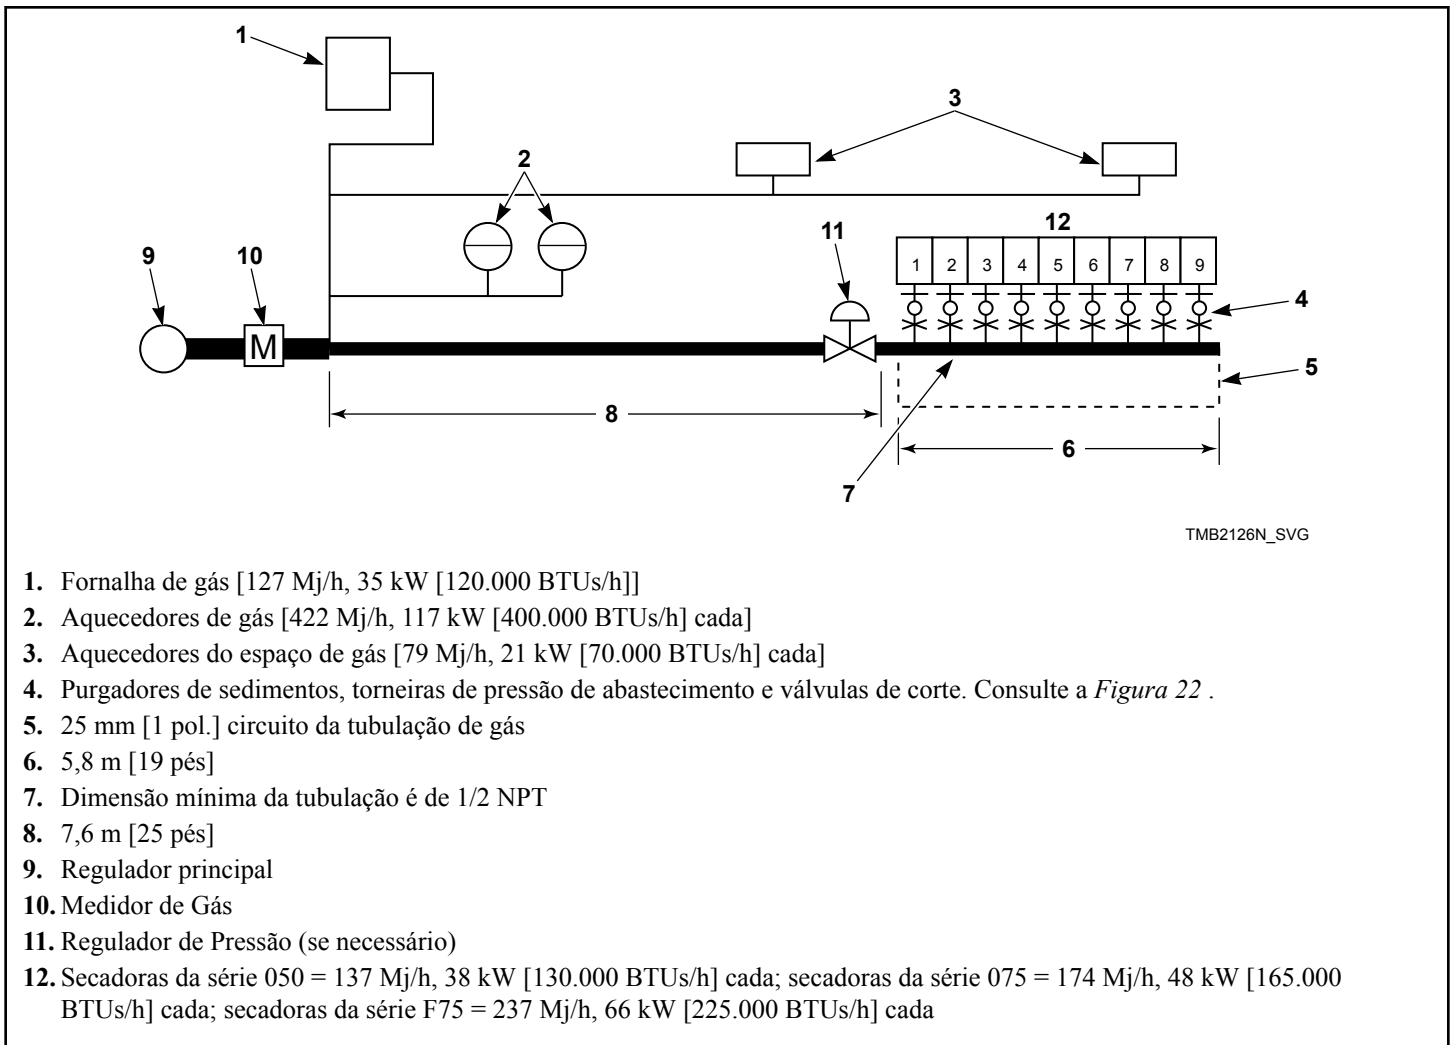 1
3
2
12
11
9
10
1 2 3 4 5 6 7 8 9
4
M
5
8
6
7
TMB2126N_SVG
1. Fornalha de gás [127 Mj/h, 35 kW [120.000 BTUs/h]]
2. Aquecedores de gás [422 Mj/h, 117 kW [400.000 BTUs/h] cada]
3. Aquecedores do espaço de gás [79 Mj/h, 21 kW [70.000 BTUs/h] cada]
4. Purgadores de sedimentos, torneiras de pressão de abastecimento e válvulas de corte. Consulte a Figura 22 .
5. 25 mm [1 pol.] circuito da tubulação de gás
6. 5,8 m [19 pés]
7. Dimensão mínima da tubulação é de 1/2 NPT
8. 7,6 m [25 pés]
9. Regulador principal
10. Medidor de Gás
11. Regulador de Pressão (se necessário)
12. Secadoras da série 050 = 137 Mj/h, 38 kW [130.000 BTUs/h] cada; secadoras da série 075 = 174 Mj/h, 48 kW [165.000
BTUs/h] cada; secadoras da série F75 = 237 Mj/h, 66 kW [225.000 BTUs/h] cada